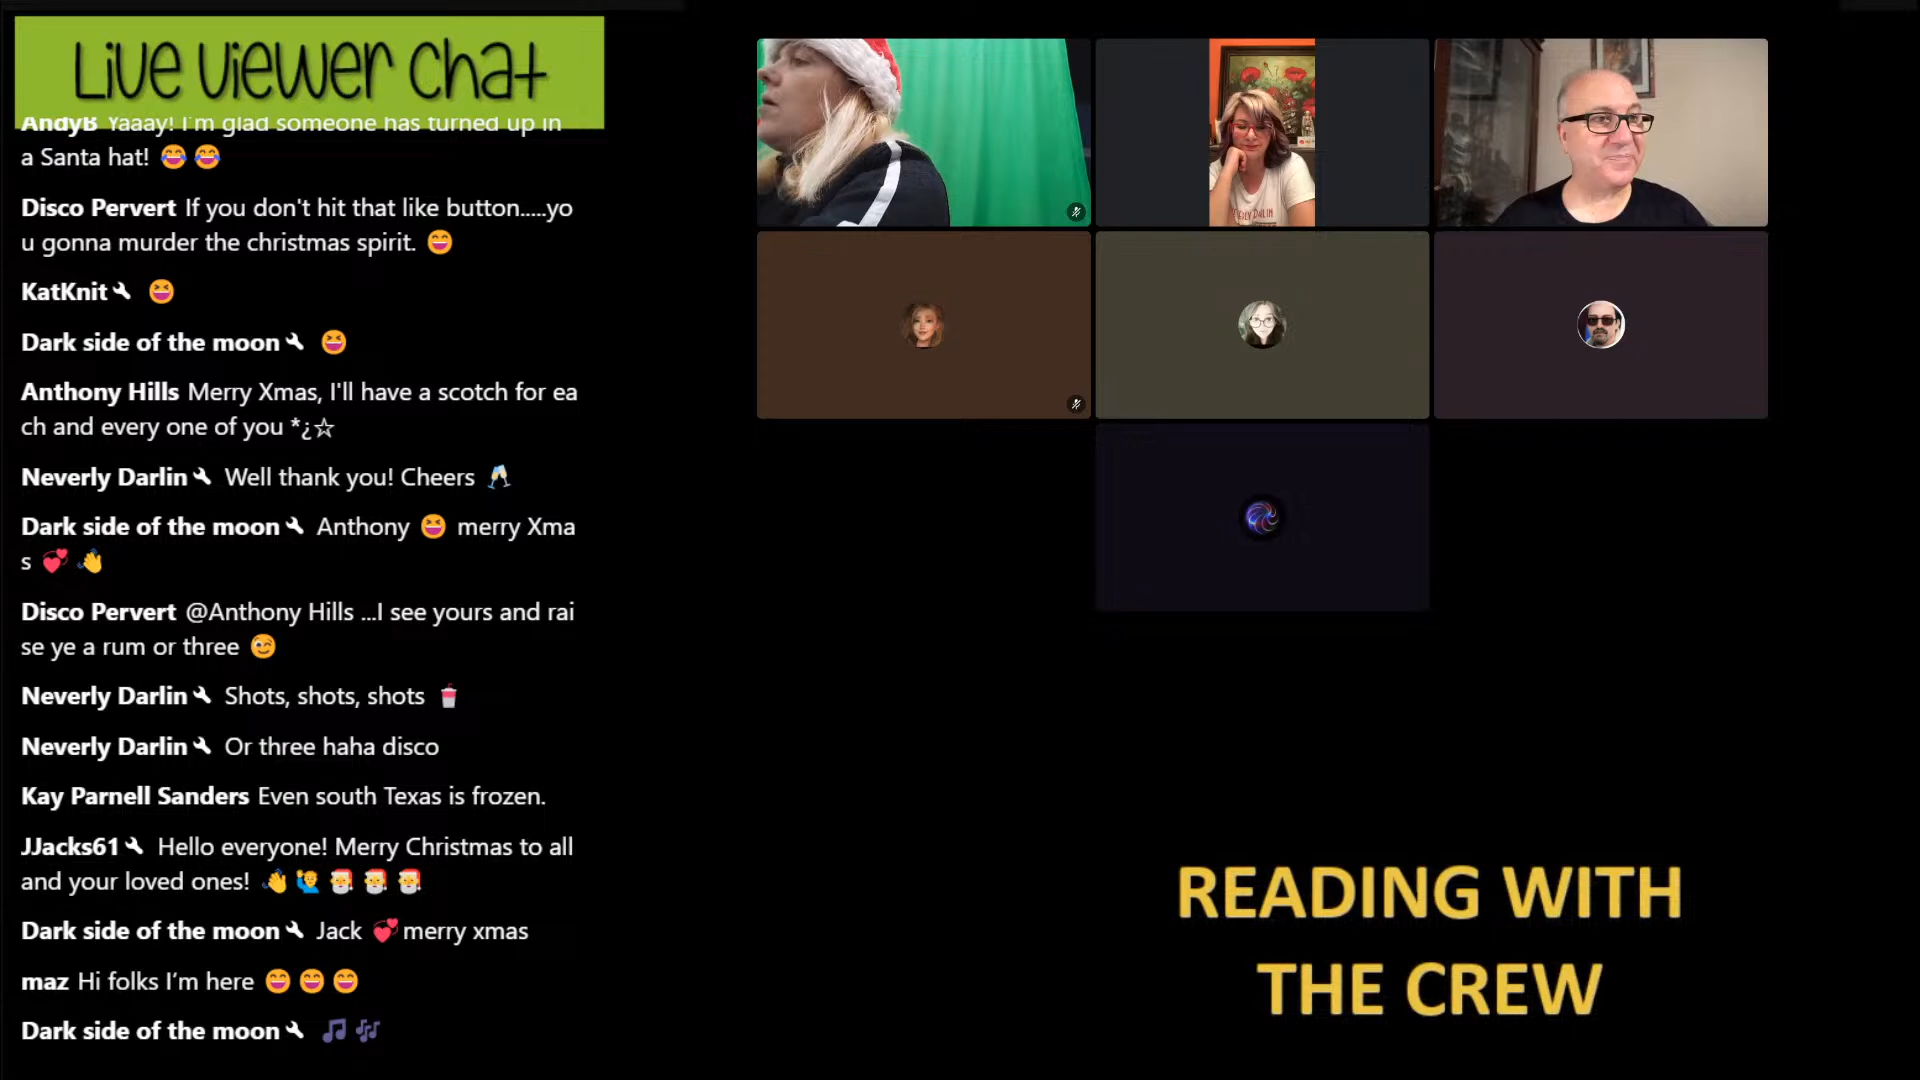 Live Viewer Chat
AndyB Yaaay! I'm glad someone has turned up in
a Santa hat! 😂 😂
Disco Pervert If you don't hit that like button.....yo
u gonna murder the christmas spirit. 😄
KatKnit 😆
Dark side of the moon 😆
Anthony Hills Merry Xmas, I'll have a scotch for ea
ch and every one of you *¿☆
Neverly Darlin Well thank you! Cheers 🥂
Dark side of the moon Anthony 😆 merry Xma
s 💞 👋
Disco Pervert @Anthony Hills ...I see yours and rai
se ye a rum or three 😉
Neverly Darlin Shots, shots, shots 🥤
Neverly Darlin Or three haha disco
Kay Parnell Sanders Even south Texas is frozen.
JJacks61 Hello everyone! Merry Christmas to all
and your loved ones! 👋 🙋‍♂️ 🎅 🎅 🎅
Dark side of the moon Jack 💞 merry xmas
maz Hi folks I’m here 😄 😄 😄
Dark side of the moon 🎵 🎶
DARLIN
READING WITH
THE CREW